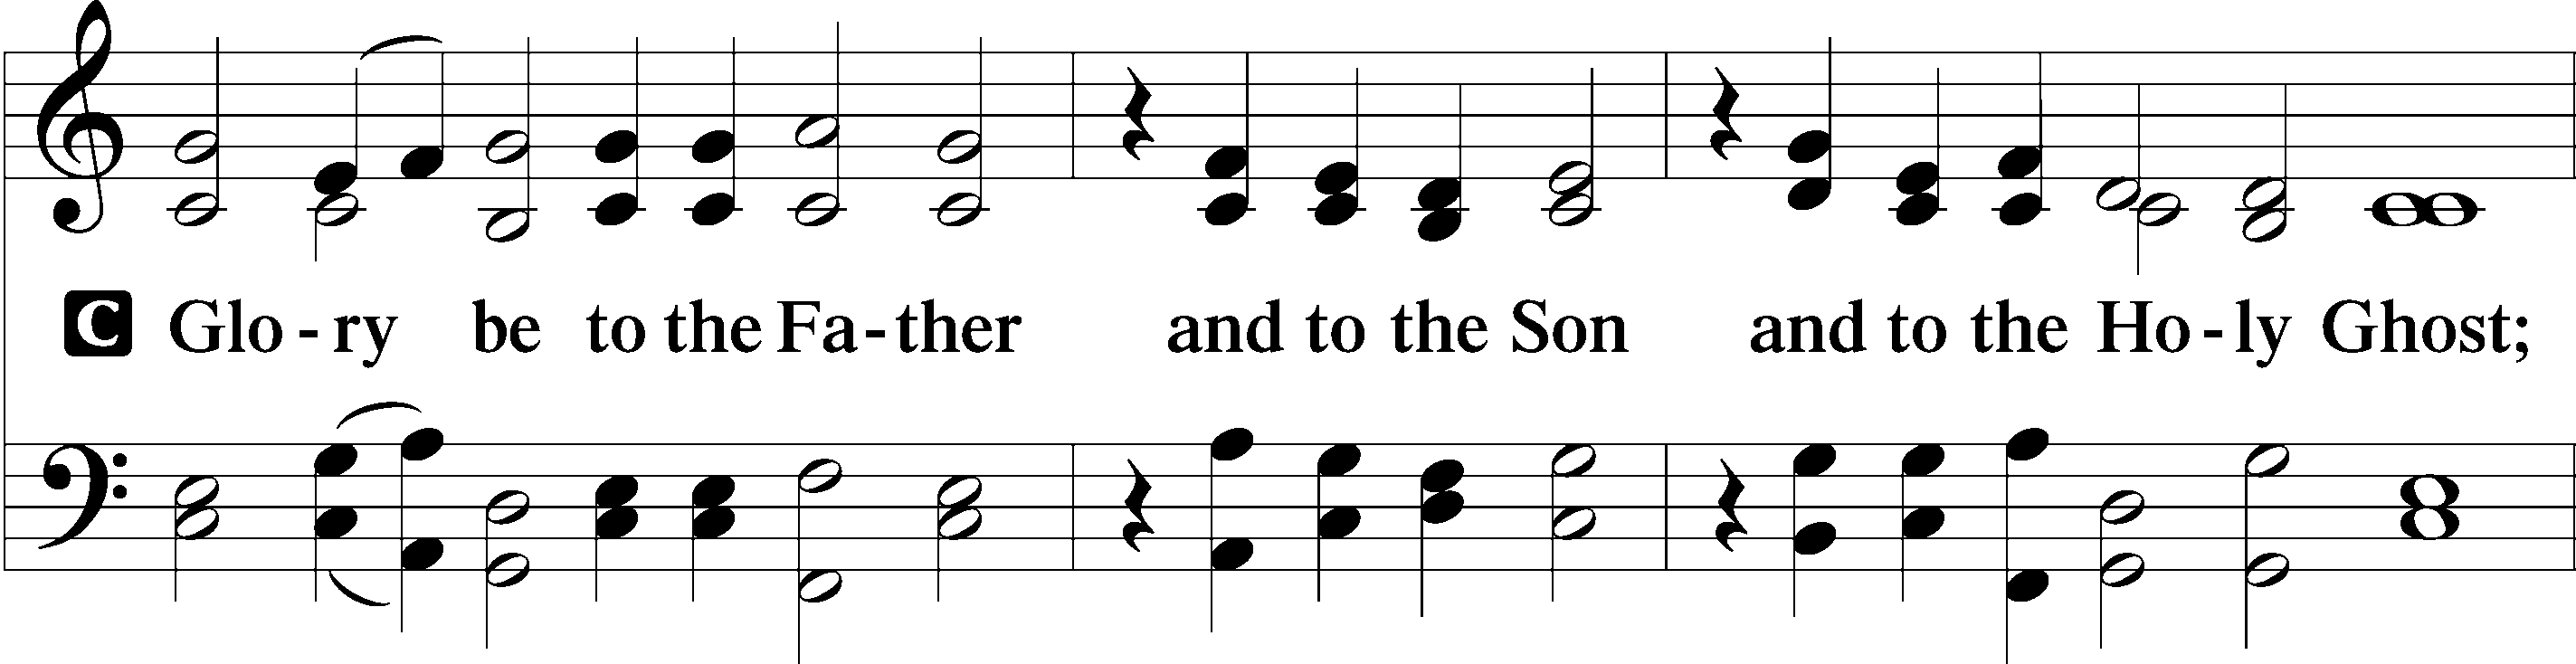 C Glo - ry be to the Fa - ther and to the Son and to the Ho - ly Ghost;